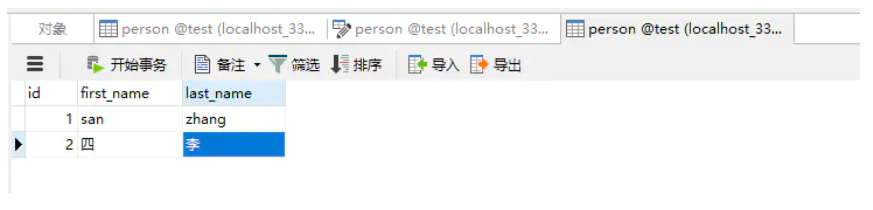 对象 person @test (localhost_33... person @test (localhost_33... person @test (localhost_33...
开始事务 备注 筛选 排序 导入 导出
id first_name last_name
1 san zhang
2 四 李